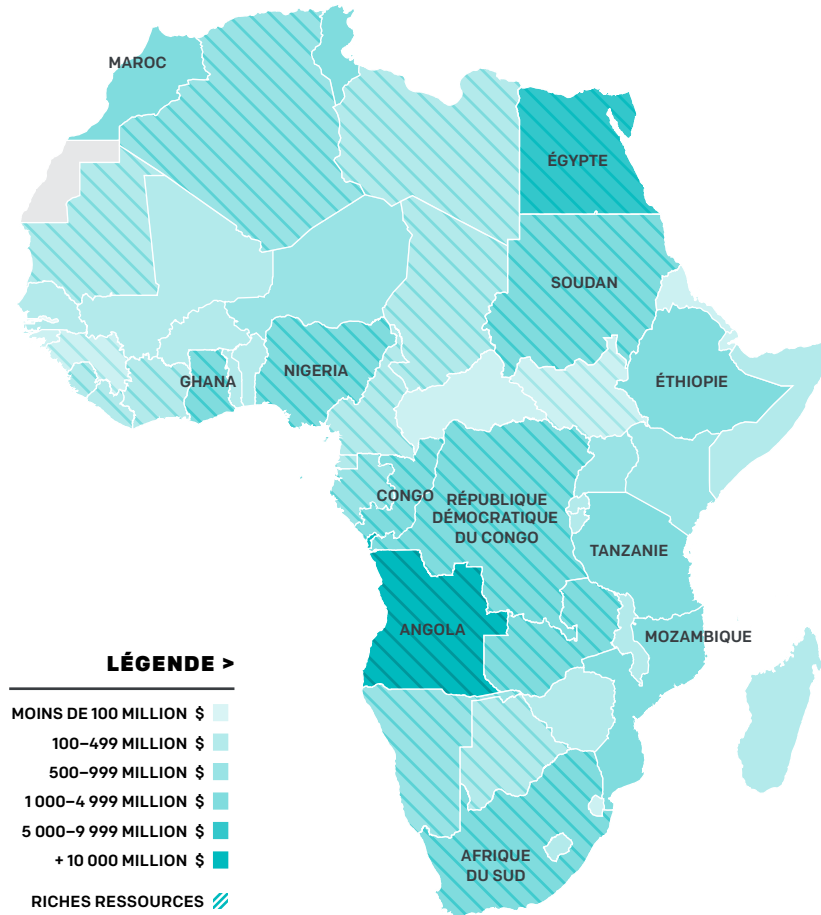 MAROC
ÉGYPTE
SOUDAN
GHANA
NIGERIA
ÉTHIOPIE
CONGO
RÉPUBLIQUE
DÉMOCRATIQUE
DU CONGO
TANZANIE
ANGOLA
MOZAMBIQUE
AFRIQUE
DU SUD
LÉGENDE >
MOINS DE 100 MILLION $
100–499 MILLION $
500–999 MILLION $
1 000–4 999 MILLION $
5 000–9 999 MILLION $
+ 10 000 MILLION $
RICHES RESSOURCES